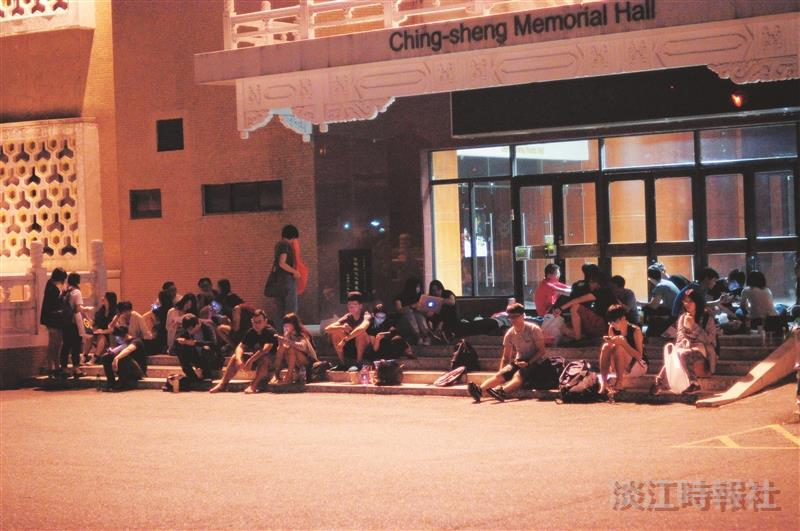 Ching-sheng Memorial Hall
淡江時報社